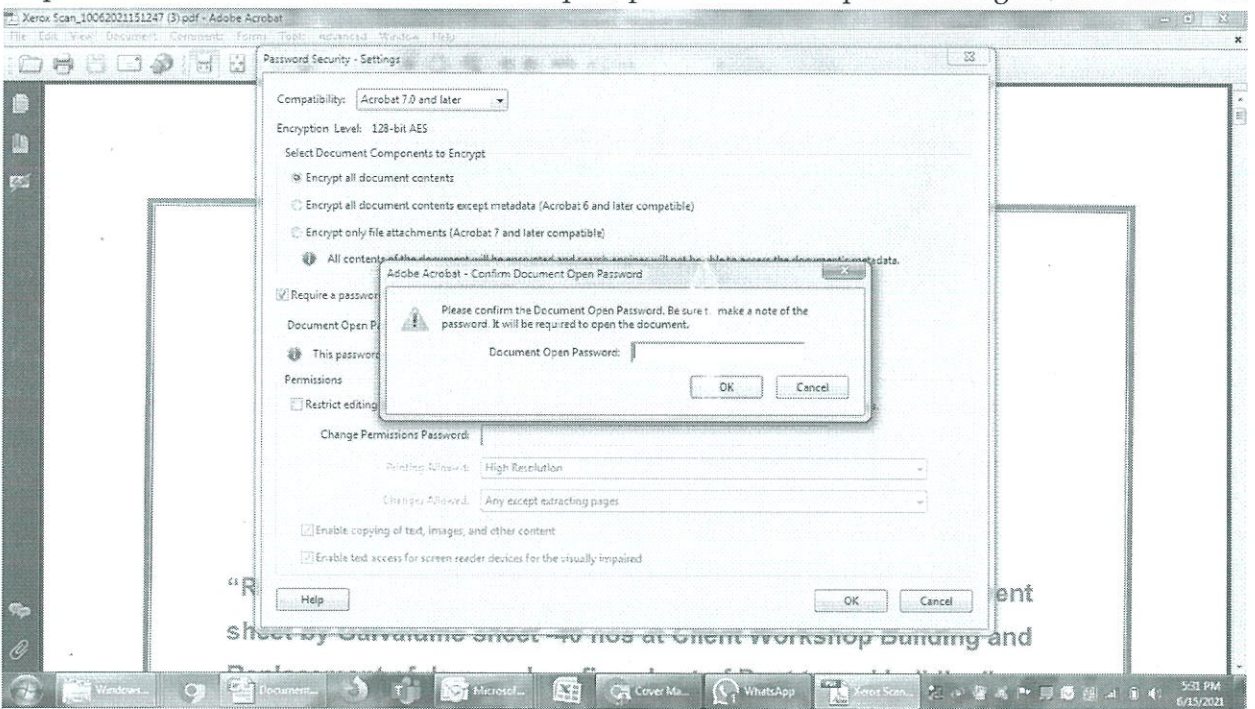 Xerox Scan_10062021151247 (3).pdf - Adobe Acrobat
File Edit View Document Comments Forms Tools Advanced Window Help
Password Security - Settings
Compatibility: Acrobat 7.0 and later
Encryption Level: 128-bit AES
Select Document Components to Encrypt
Encrypt all document contents
Encrypt all document contents except metadata (Acrobat 6 and later compatible)
Encrypt only file attachments (Acrobat 7 and later compatible)
All contents of the document will be encrypted and search engines will not be able to access the document's metadata.
Adobe Acrobat - Confirm Document Open Password
Require a passwor
Please confirm the Document Open Password. Be sure t make a note of the
password. It will be required to open the document.
Document Open Pa
Document Open Password:
This password
OK Cancel
Permissions
Restrict editing
Change Permissions Password:
Printing Allowed: High Resolution
Changes Allowed: Any except extracting pages
Enable copying of text, images, and other content
Enable text access for screen reader devices for the visually impaired
Help OK Cancel
“R ent
sheet by Galvalume sheet -40 nos at Client Workshop Building and
Windows... Document... Microsof... Cover Ma... WhatsApp Xerox Scan... 5:31 PM
6/15/2021